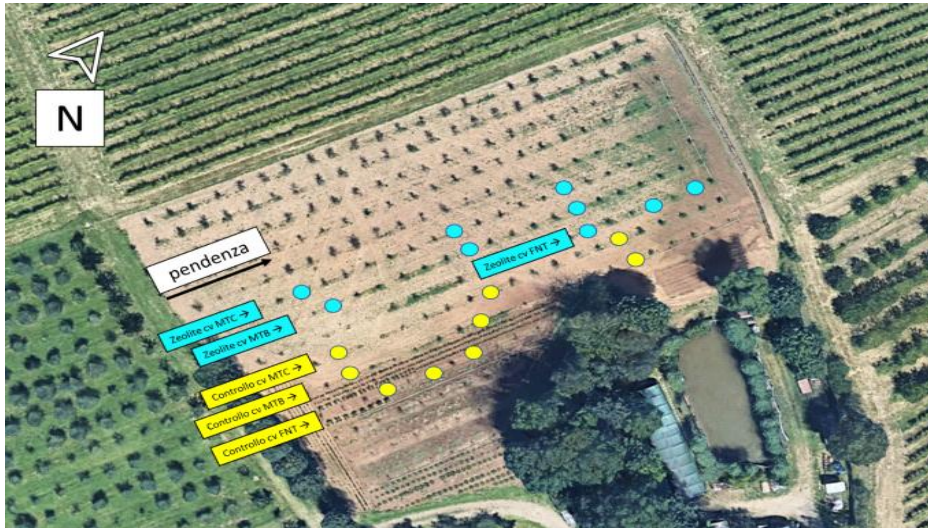 N
pendenza
Zeolite cv FNT →
Zeolite cv MTC →
Zeolite cv MTB →
Controllo cv MTC →
Controllo cv MTB →
Controllo cv FNT →